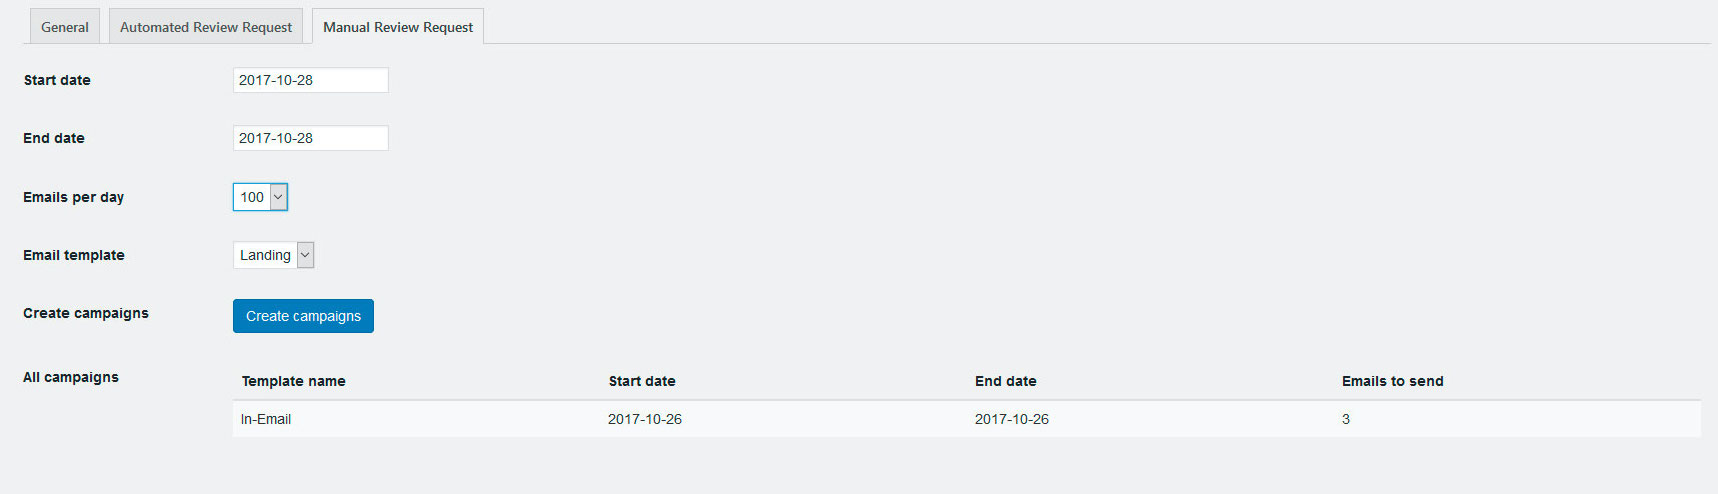 General Automated Review Request Manual Review Request
Start date 2017-10-28
End date 2017-10-28
Emails per day 100
Email template Landing
Create campaigns Create campaigns
All campaigns Template name Start date End date Emails to send
In-Email 2017-10-26 2017-10-26 3